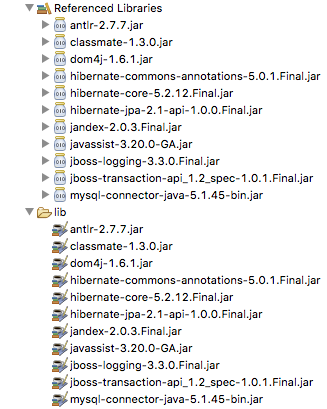 Referenced Libraries
antlr-2.7.7.jar
classmate-1.3.0.jar
dom4j-1.6.1.jar
hibernate-commons-annotations-5.0.1.Final.jar
hibernate-core-5.2.12.Final.jar
hibernate-jpa-2.1-api-1.0.0.Final.jar
jandex-2.0.3.Final.jar
javassist-3.20.0-GA.jar
jboss-logging-3.3.0.Final.jar
jboss-transaction-api_1.2_spec-1.0.1.Final.jar
mysql-connector-java-5.1.45-bin.jar
lib
antlr-2.7.7.jar
classmate-1.3.0.jar
dom4j-1.6.1.jar
hibernate-commons-annotations-5.0.1.Final.jar
hibernate-core-5.2.12.Final.jar
hibernate-jpa-2.1-api-1.0.0.Final.jar
jandex-2.0.3.Final.jar
javassist-3.20.0-GA.jar
jboss-logging-3.3.0.Final.jar
jboss-transaction-api_1.2_spec-1.0.1.Final.jar
mysql-connector-java-5.1.45-bin.jar